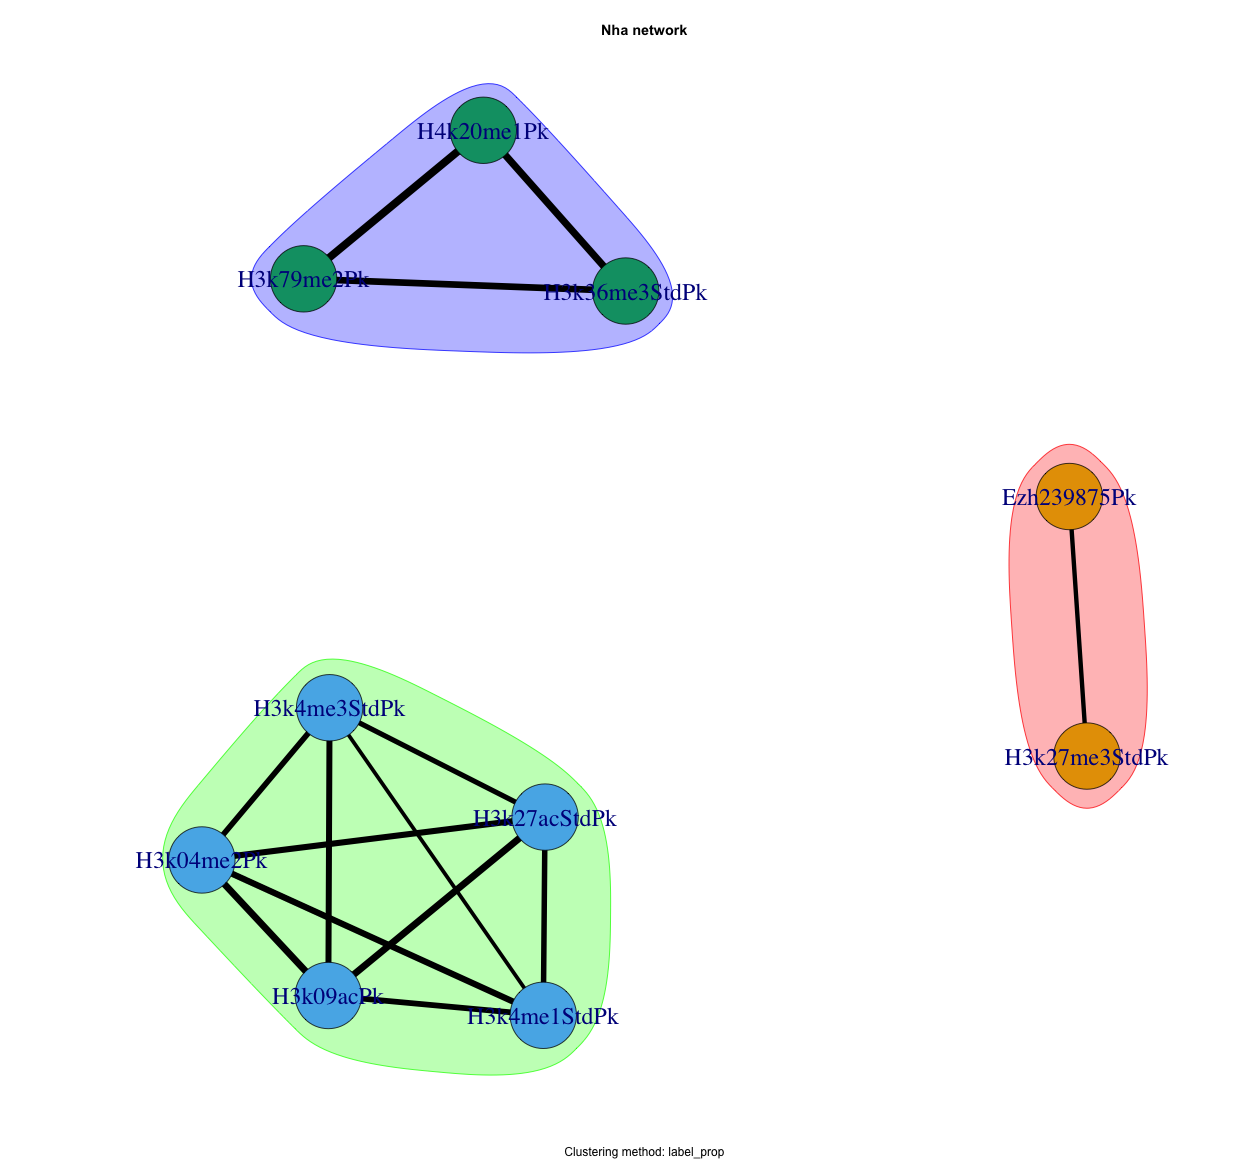 Nha network
H4k20me1Pk
H3k79me2Pk
H3k36me3StdPk
Ezh239875Pk
H3k4me3StdPk
H3k27me3StdPk
H3k27acStdPk
H3k04me2Pk
H3k09acPk
H3k4me1StdPk
Clustering method: label_prop